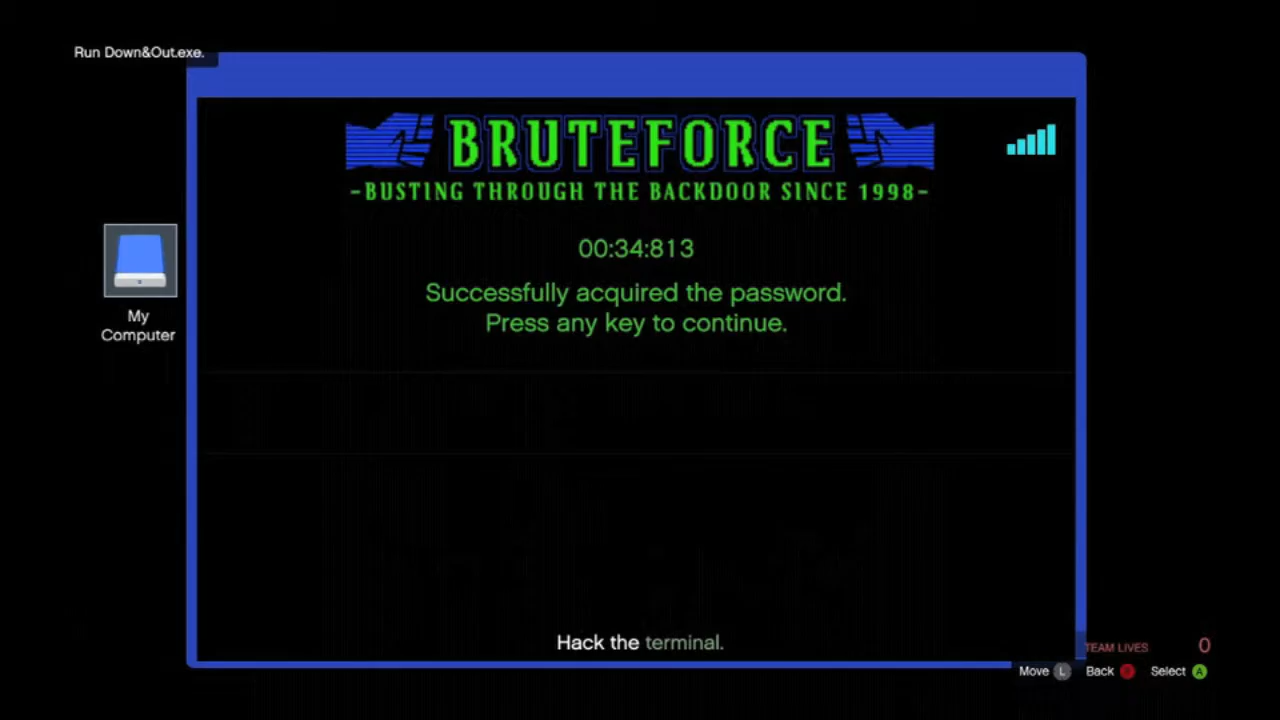 Run Down&Out.exe.
BRUTEFORCE
-BUSTING THROUGH THE BACKDOOR SINCE 1998-
00:34:813
Successfully acquired the password.
Press any key to continue.
My
Computer
Hack the terminal.
TEAM LIVES 0
Move L Back B Select A